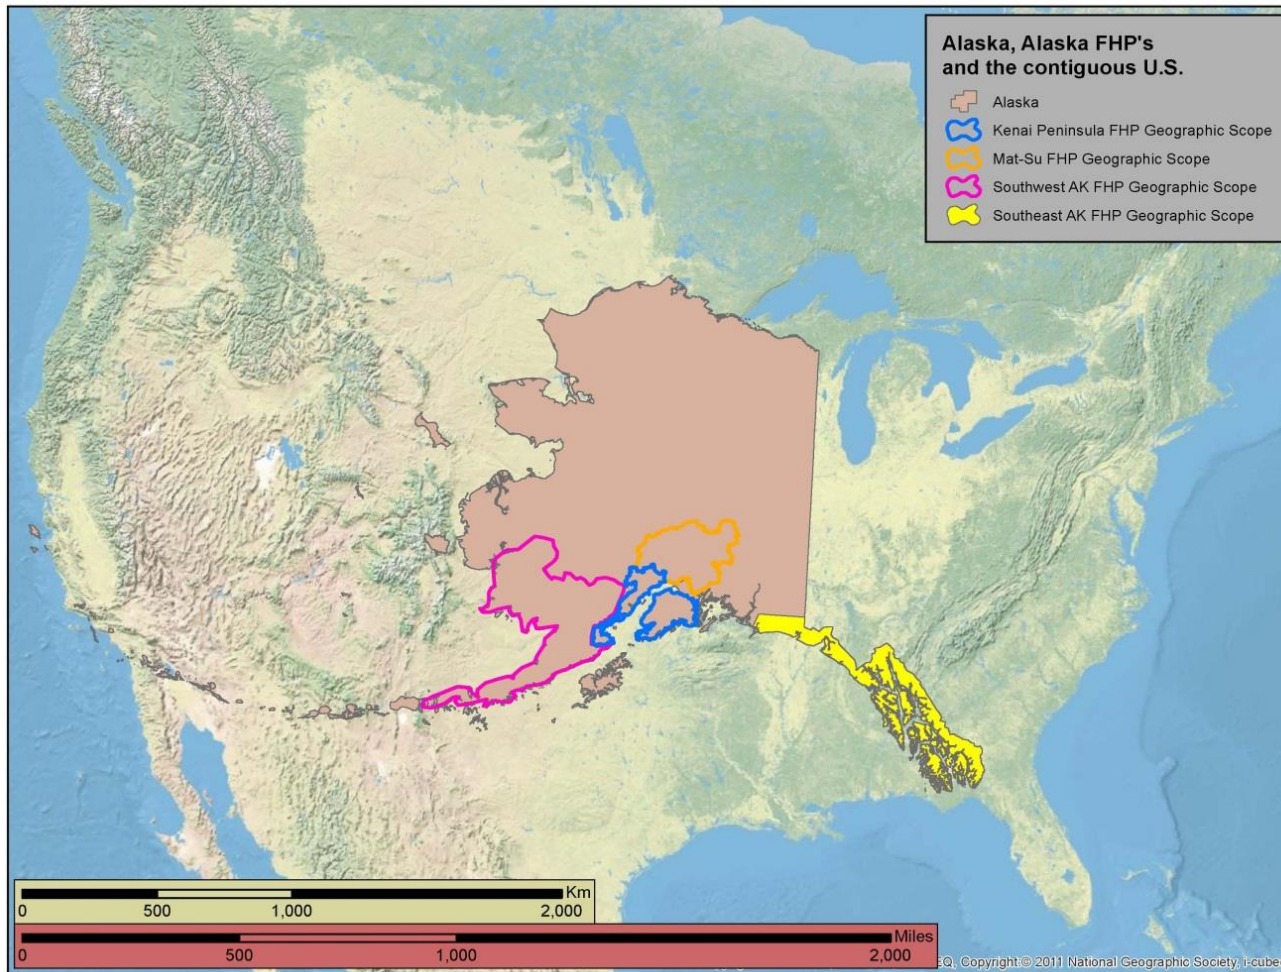 Alaska, Alaska FHP's
and the contiguous U.S.
Alaska
Kenai Peninsula FHP Geographic Scope
Mat-Su FHP Geographic Scope
Southwest AK FHP Geographic Scope
Southeast AK FHP Geographic Scope
Km
0 500 1,000 2,000
Miles
0 500 1,000 2,000
Copyright:© 2011 National Geographic Society, i-cube